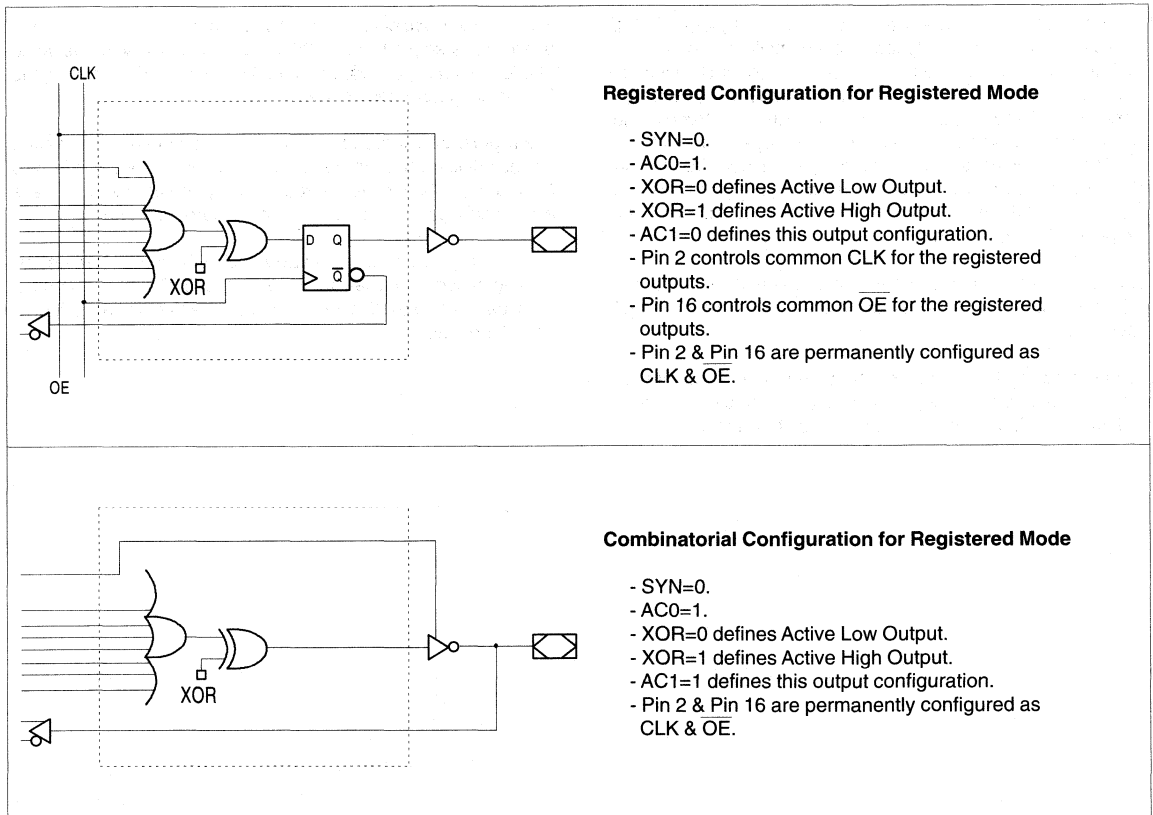 CLK
XOR
D Q
Q̅
OE
Registered Configuration for Registered Mode
- SYN=0.
- AC0=1.
- XOR=0 defines Active Low Output.
- XOR=1 defines Active High Output.
- AC1=0 defines this output configuration.
- Pin 2 controls common CLK for the registered
outputs.
- Pin 16 controls common O̅E̅ for the registered
outputs.
- Pin 2 & Pin 16 are permanently configured as
CLK & O̅E̅.
XOR
Combinatorial Configuration for Registered Mode
- SYN=0.
- AC0=1.
- XOR=0 defines Active Low Output.
- XOR=1 defines Active High Output.
- AC1=1 defines this output configuration.
- Pin 2 & Pin 16 are permanently configured as
CLK & O̅E̅.